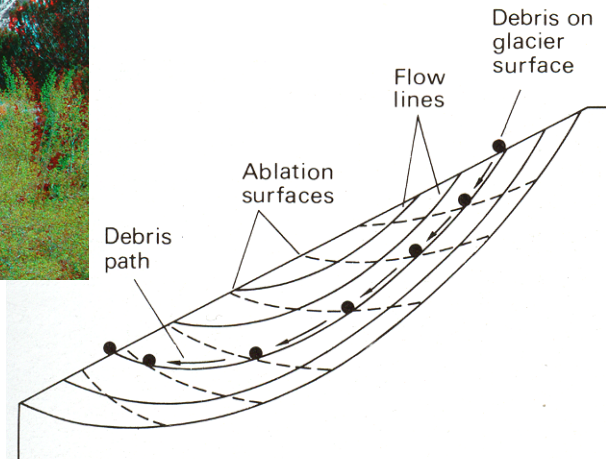 Debris on
glacier
surface
Flow
lines
Ablation
surfaces
Debris
path